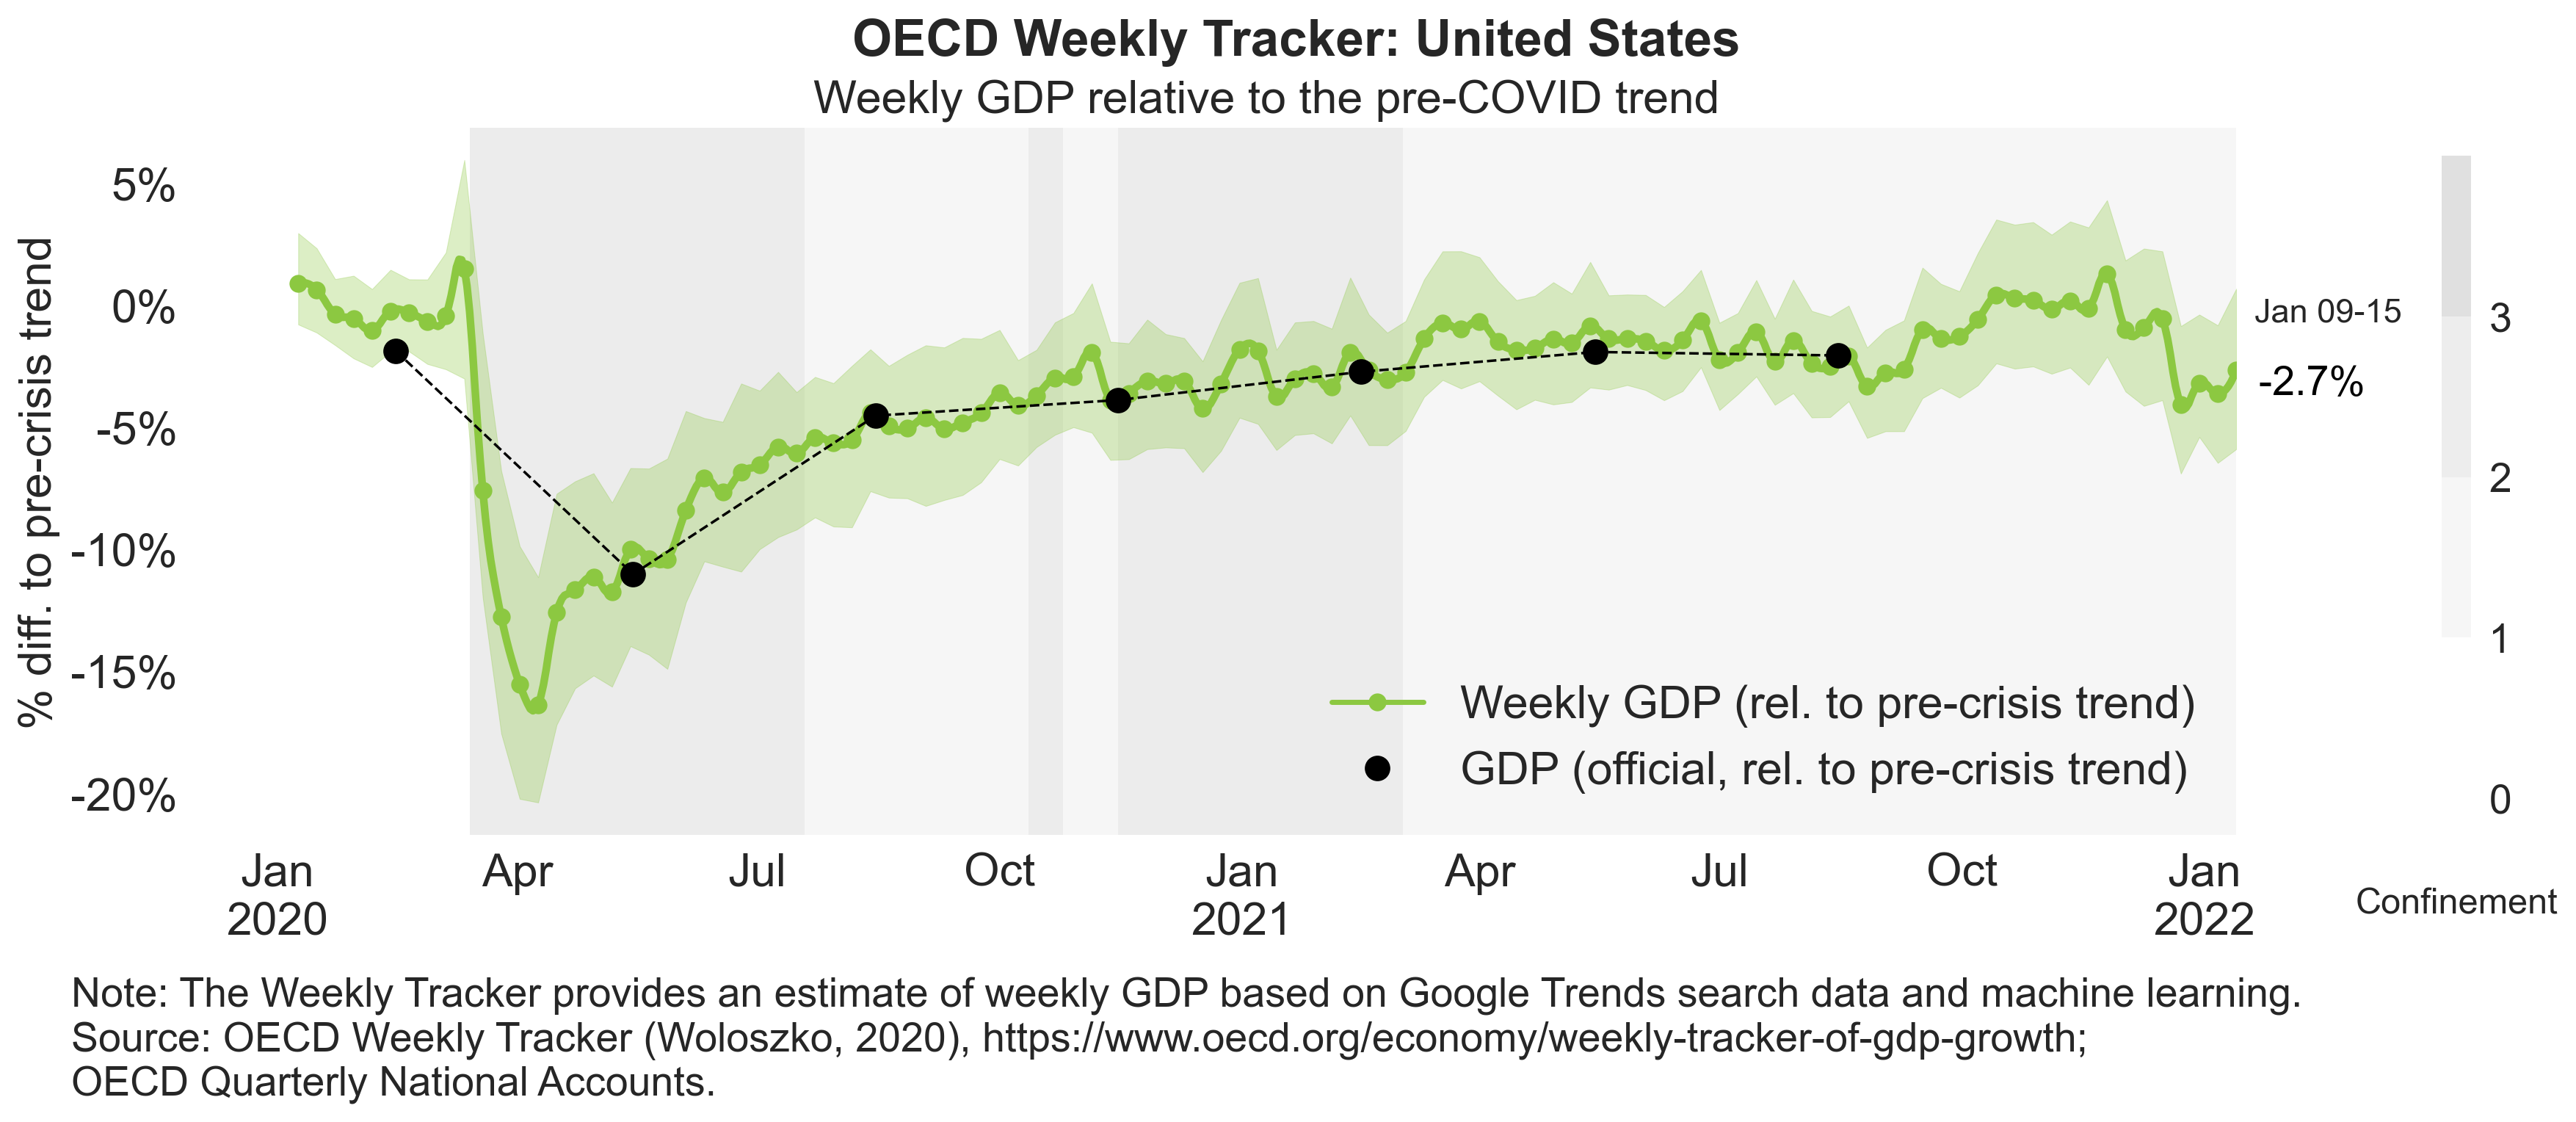 OECD Weekly Tracker: United States
Weekly GDP relative to the pre-COVID trend
% diff. to pre-crisis trend
5%
0%
-5%
-10%
-15%
-20%
Jan 09-15
-2.7%
3
2
1
0
Confinement
Weekly GDP (rel. to pre-crisis trend)
GDP (official, rel. to pre-crisis trend)
Jan Apr Jul Oct Jan Apr Jul Oct Jan
2020 2021 2022
Note: The Weekly Tracker provides an estimate of weekly GDP based on Google Trends search data and machine learning.
Source: OECD Weekly Tracker (Woloszko, 2020), https://www.oecd.org/economy/weekly-tracker-of-gdp-growth;
OECD Quarterly National Accounts.